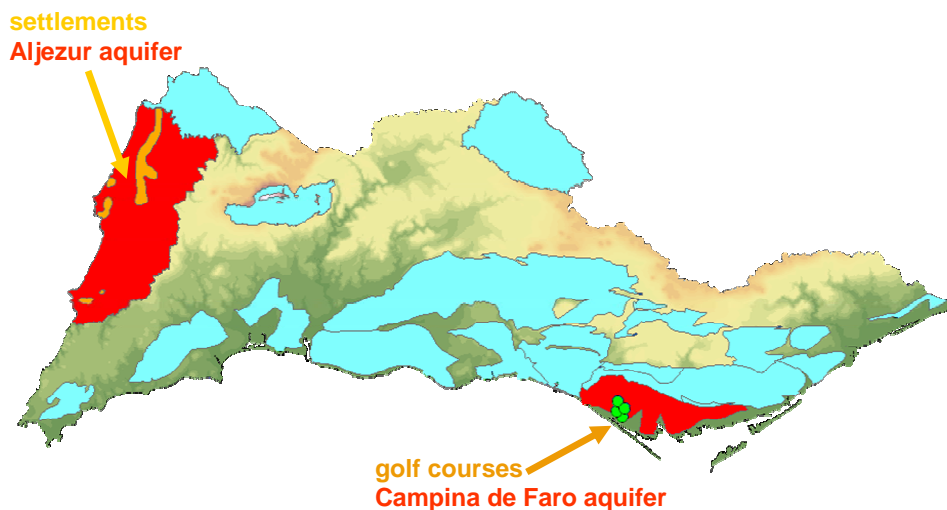 settlements
Aljezur aquifer
golf courses
Campina de Faro aquifer